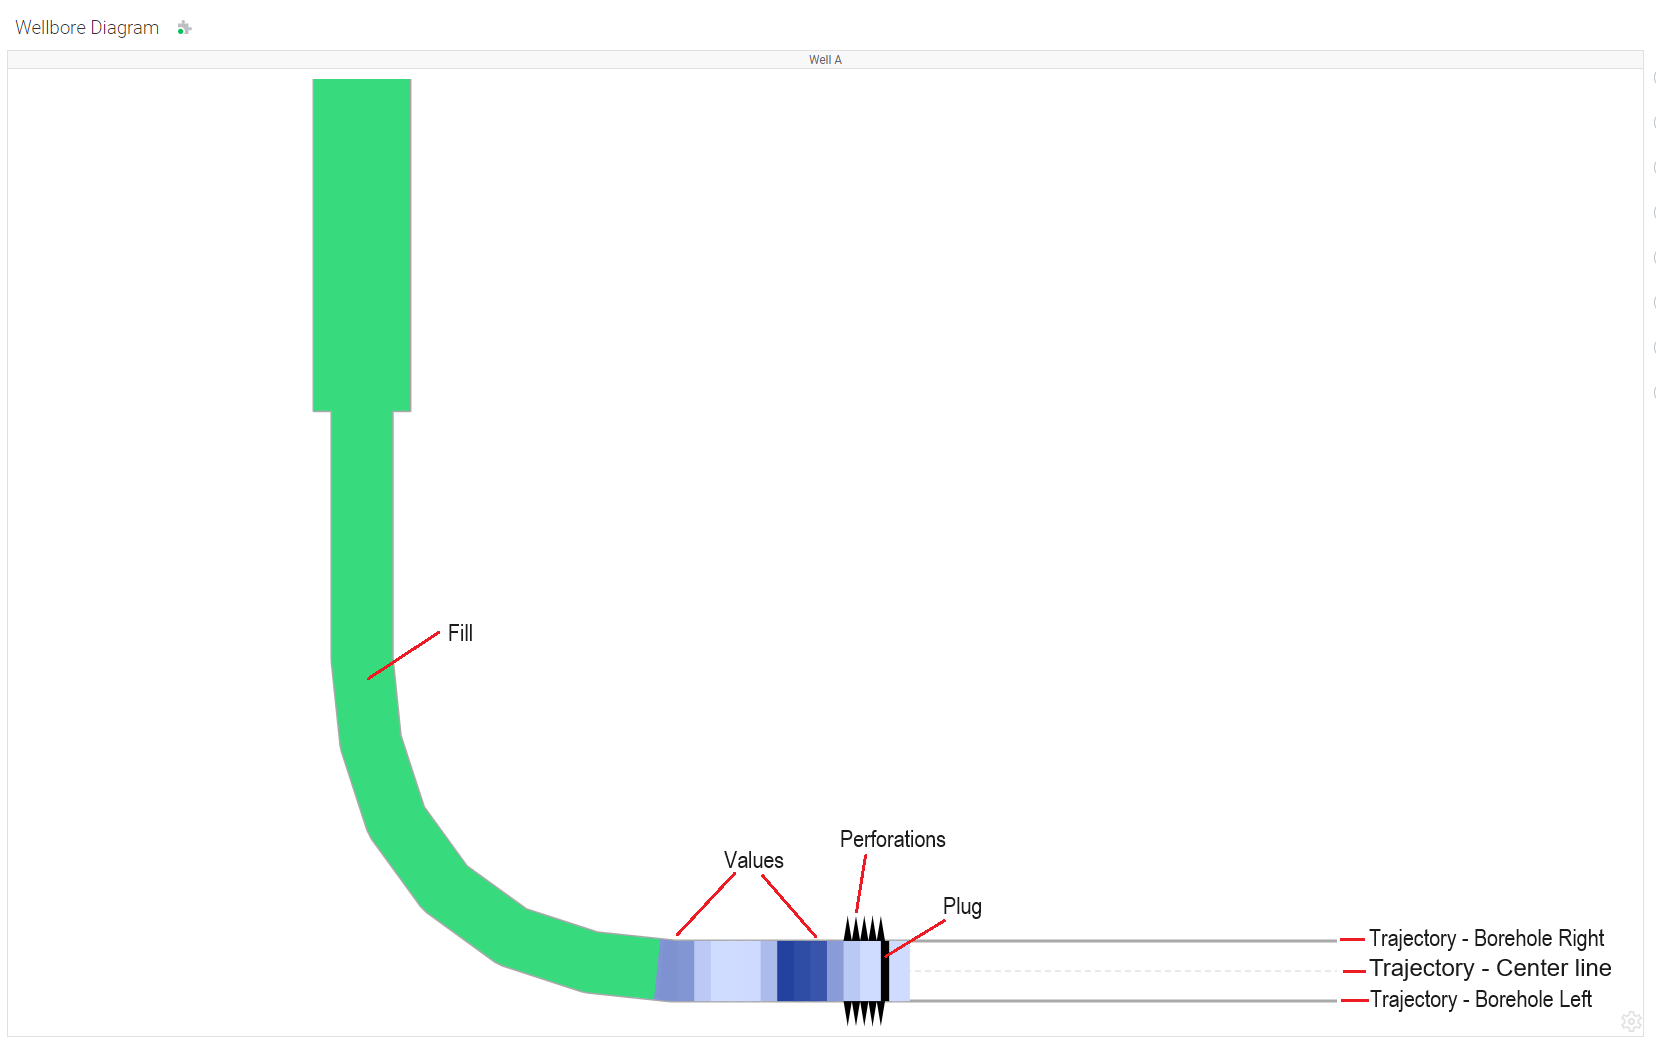 Wellbore Diagram
Well A
Fill
Perforations
Values
Plug
Trajectory - Borehole Right
Trajectory - Center line
Trajectory - Borehole Left